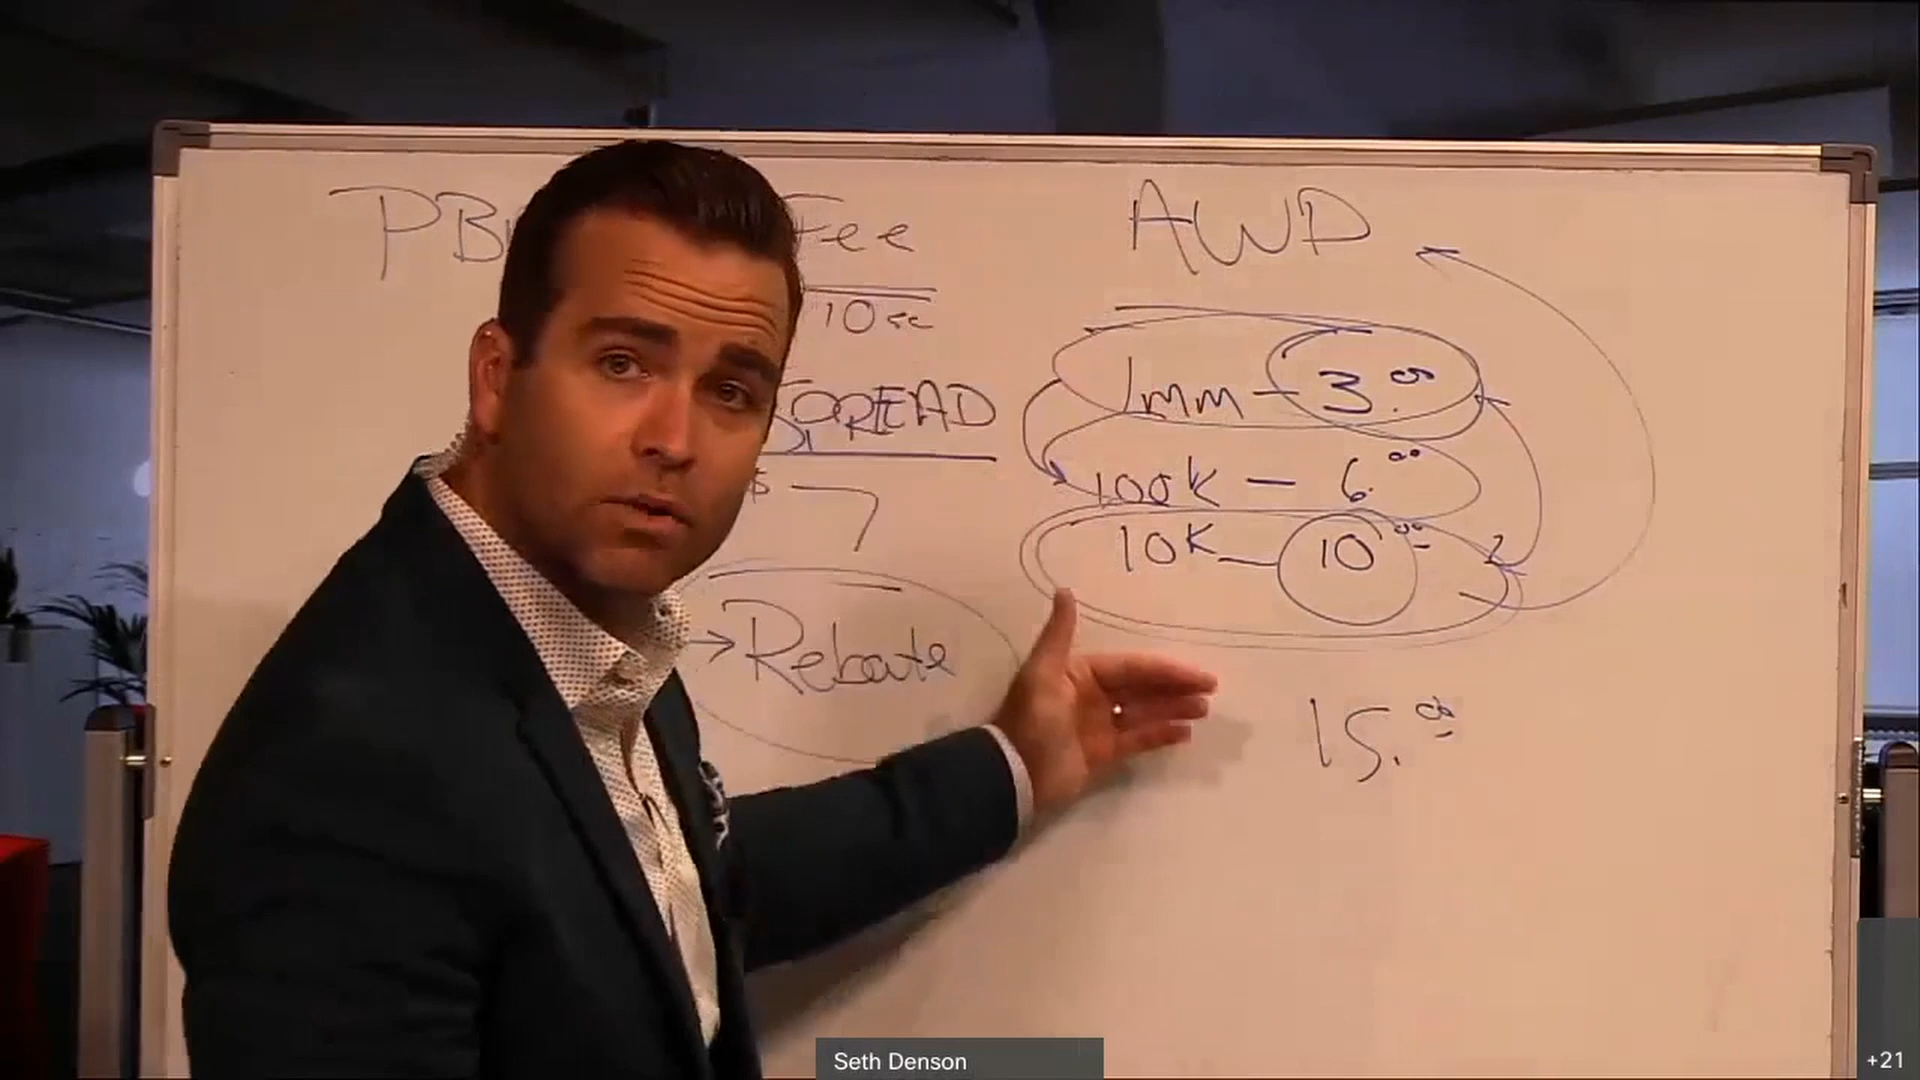 PB Fee
10
SPREAD
$7
→ Rebate
AWP
1mm - 3.00
100K - 6.00
10K - 10.00
15.00
Seth Denson
+21